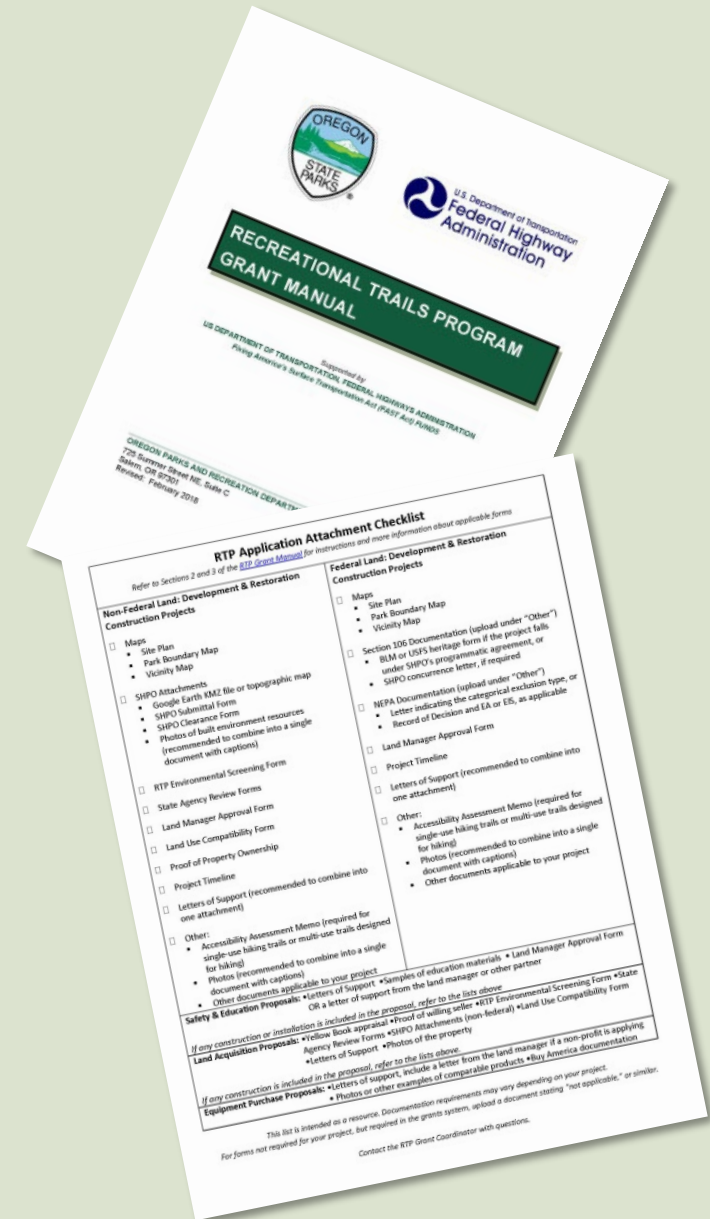 OREGON
STATE
PARKS
®
U.S. Department of Transportation
Federal Highway
Administration
RECREATIONAL TRAILS PROGRAM
GRANT MANUAL
Supported by
US DEPARTMENT OF TRANSPORTATION, FEDERAL HIGHWAYS ADMINISTRATION
Fixing America's Surface Transportation Act (FAST Act) FUNDS
OREGON PARKS AND RECREATION DEPARTM
725 Summer Street NE, Suite C
Salem, OR 97301
Revised: February 2018
RTP Application Attachment Checklist
Refer to Sections 2 and 3 of the RTP Grant Manual for instructions and more information about applicable forms
Non-Federal Land: Development & Restoration
Construction Projects
Maps
• Site Plan
• Park Boundary Map
• Vicinity Map
SHPO Attachments
• Google Earth KMZ file or topographic map
• SHPO Submittal Form
• SHPO Clearance Form
• Photos of built environment resources
(recommended to combine into a single
document with captions)
RTP Environmental Screening Form
State Agency Review Forms
Land Manager Approval Form
Land Use Compatibility Form
Proof of Property Ownership
Project Timeline
Letters of Support (recommended to combine into
one attachment)
Other:
• Accessibility Assessment Memo (required for
single-use hiking trails or multi-use trails designed
for hiking)
• Photos (recommended to combine into a single
document with captions)
• Other documents applicable to your project
Federal Land: Development & Restoration
Construction Projects
Maps
• Site Plan
• Park Boundary Map
• Vicinity Map
Section 106 Documentation (upload under "Other")
• BLM or USFS heritage form if the project falls
under SHPO's programmatic agreement, or
• SHPO concurrence letter, if required
NEPA Documentation (upload under "Other")
• Letter indicating the categorical exclusion type, or
• Record of Decision and EA or EIS, as applicable
Land Manager Approval Form
Project Timeline
Letters of Support (recommended to combine into
one attachment)
Other:
• Accessibility Assessment Memo (required for
single-use hiking trails or multi-use trails designed
for hiking)
• Photos (recommended to combine into a single
document with captions)
• Other documents applicable to your project
Safety & Education Proposals: •Letters of Support •Samples of education materials • Land Manager Approval Form
OR a letter of support from the land manager or other partner
If any construction or installation is included in the proposal, refer to the lists above
Land Acquisition Proposals: •Yellow Book appraisal •Proof of willing seller •RTP Environmental Screening Form •State
Agency Review Forms •SHPO Attachments (non-federal) •Land Use Compatibility Form
•Letters of Support •Photos of the property
If any construction is included in the proposal, refer to the lists above.
Equipment Purchase Proposals: •Letters of support, include a letter from the land manager if a non-profit is applying
• Photos or other examples of comparable products •Buy America documentation
This list is intended as a resource. Documentation requirements may vary depending on your project.
For forms not required for your project, but required in the grants system, upload a document stating "not applicable," or similar.
Contact the RTP Grant Coordinator with questions.